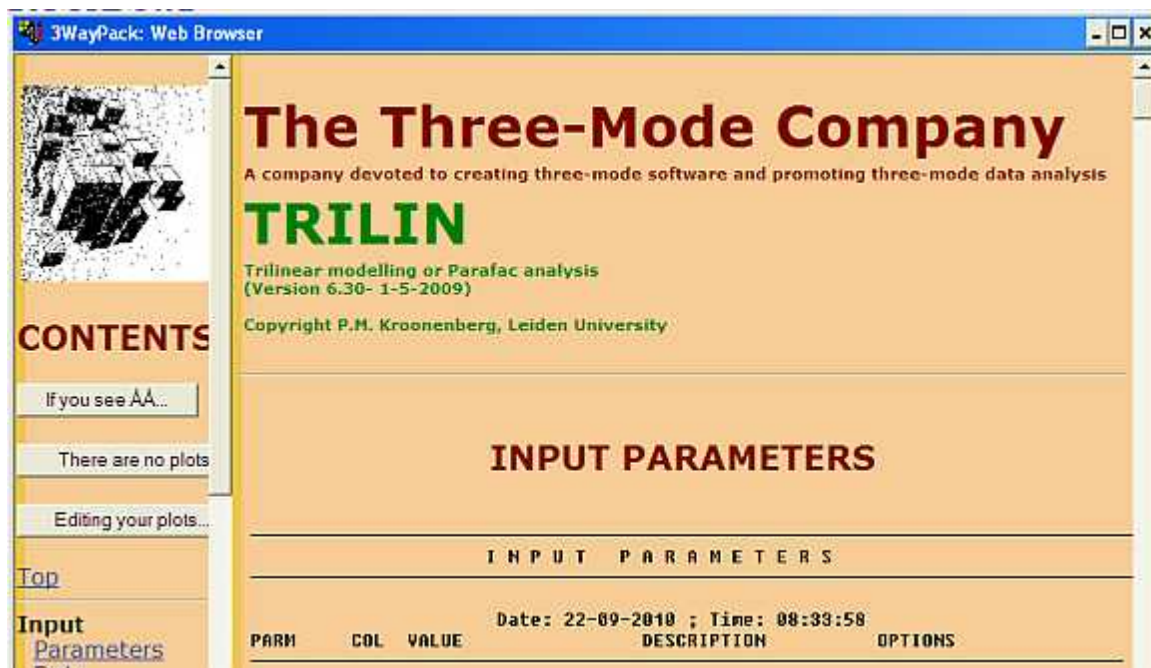 3WayPack: Web Browser
The Three-Mode Company
A company devoted to creating three-mode software and promoting three-mode data analysis
TRILIN
Trilinear modelling or Parafac analysis
(Version 6.30- 1-5-2009)
Copyright P.M. Kroonenberg, Leiden University
CONTENTS
If you see ÅÅ...
There are no plots
Editing your plots...
Top
Input
Parameters
INPUT PARAMETERS
I N P U T P A R A M E T E R S
Date: 22-09-2010 ; Time: 08:33:58
PARM COL VALUE DESCRIPTION OPTIONS